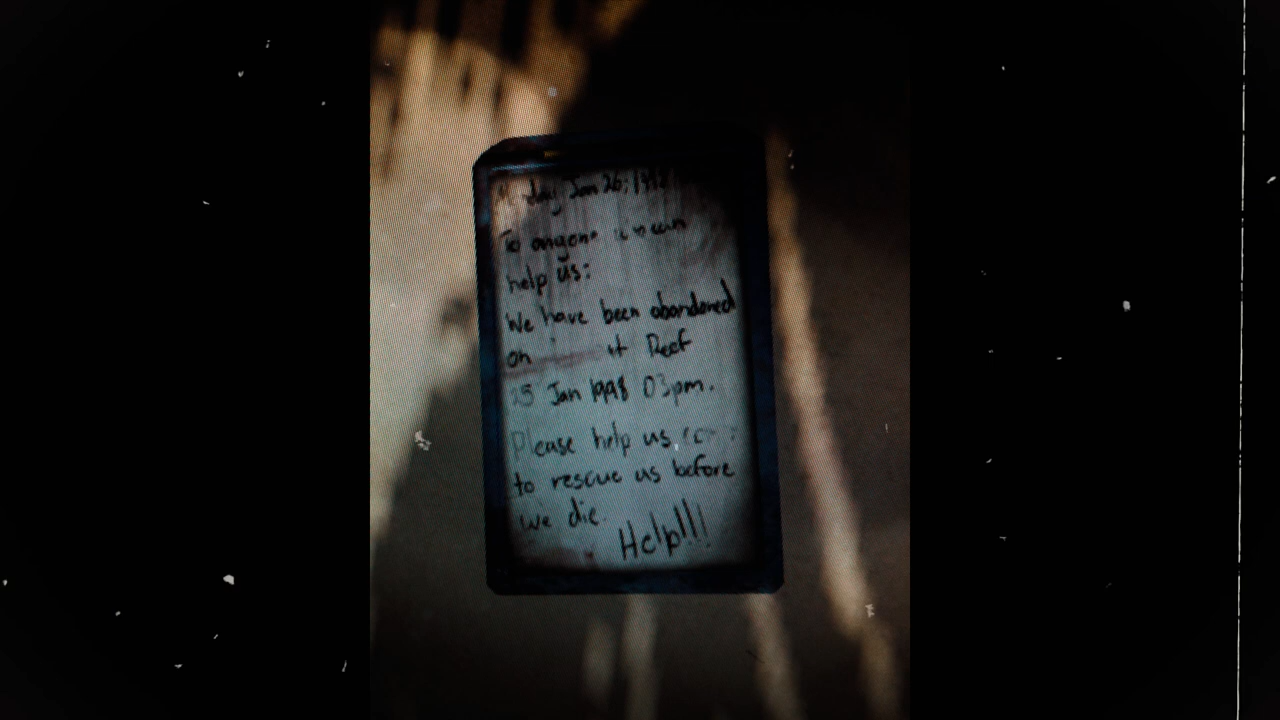 day Jan 26;
To anyone
help us:
We have been abandoned
on Reef
25 Jan 1998 03pm.
Please help us
to rescue us before
we die.
Help!!!